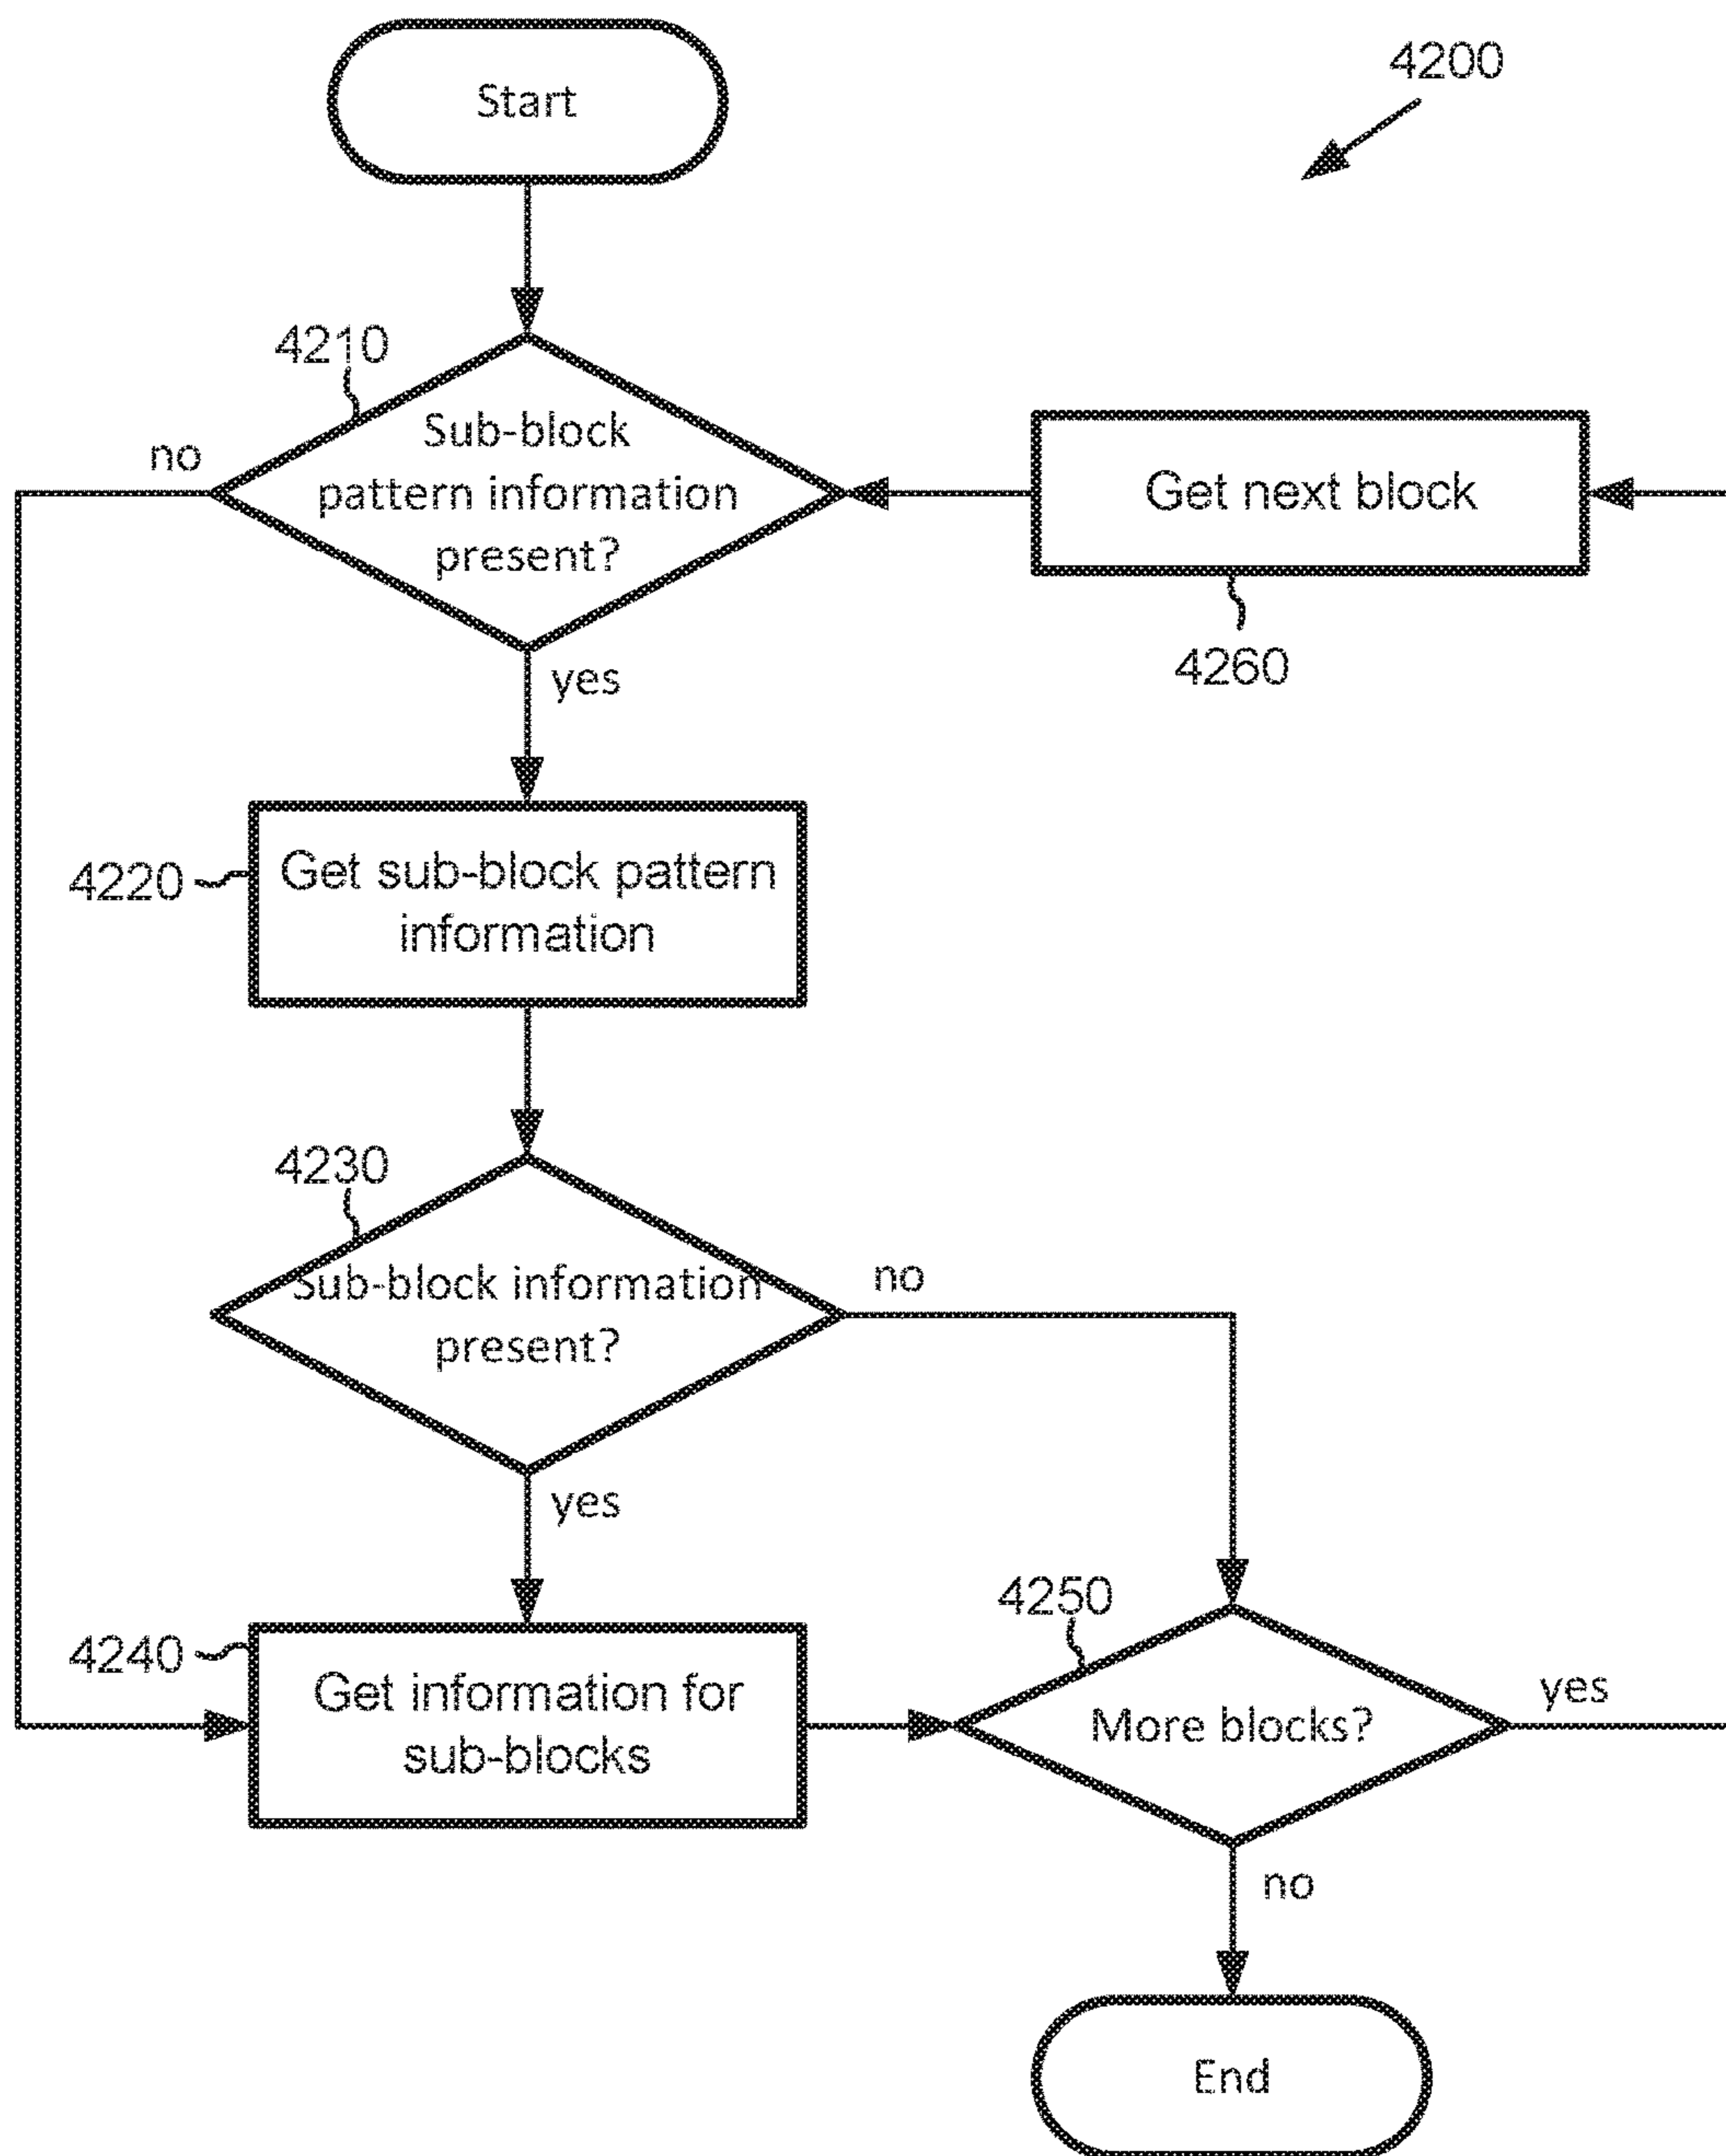 Start
4200
4210
no
Sub-block
pattern information
present?
Get next block
4260
yes
4220
Get sub-block pattern
information
4230
Sub-block information
present?
no
yes
4240
Get information for
sub-blocks
4250
More blocks?
yes
no
End